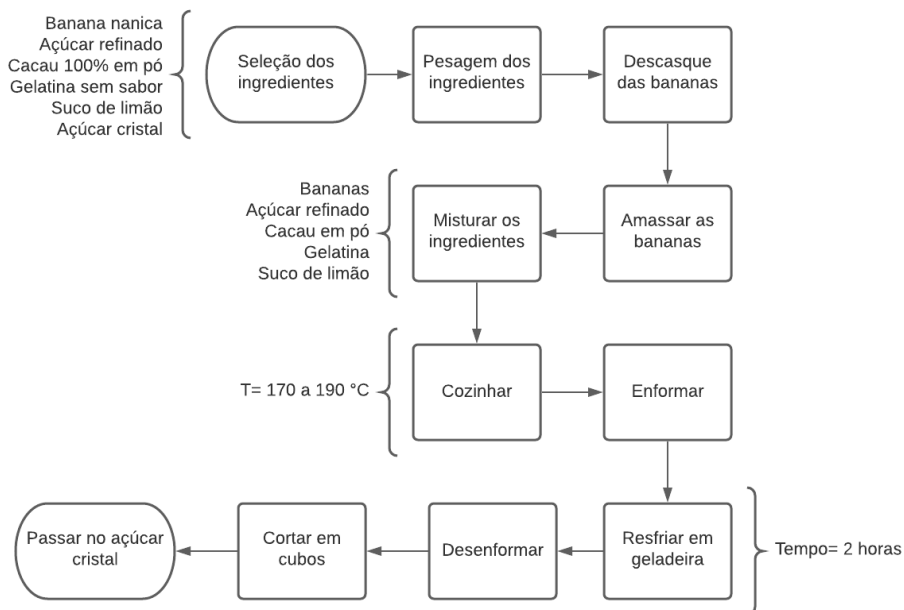 Banana nanica
Açúcar refinado
Cacau 100% em pó
Gelatina sem sabor
Suco de limão
Açúcar cristal
Seleção dos
ingredientes
Pesagem dos
ingredientes
Descasque
das bananas
Amassar as
bananas
Misturar os
ingredientes
Bananas
Açúcar refinado
Cacau em pó
Gelatina
Suco de limão
T= 170 a 190 °C
Cozinhar
Enformar
Resfriar em
geladeira
Tempo= 2 horas
Desenformar
Cortar em
cubos
Passar no açúcar
cristal